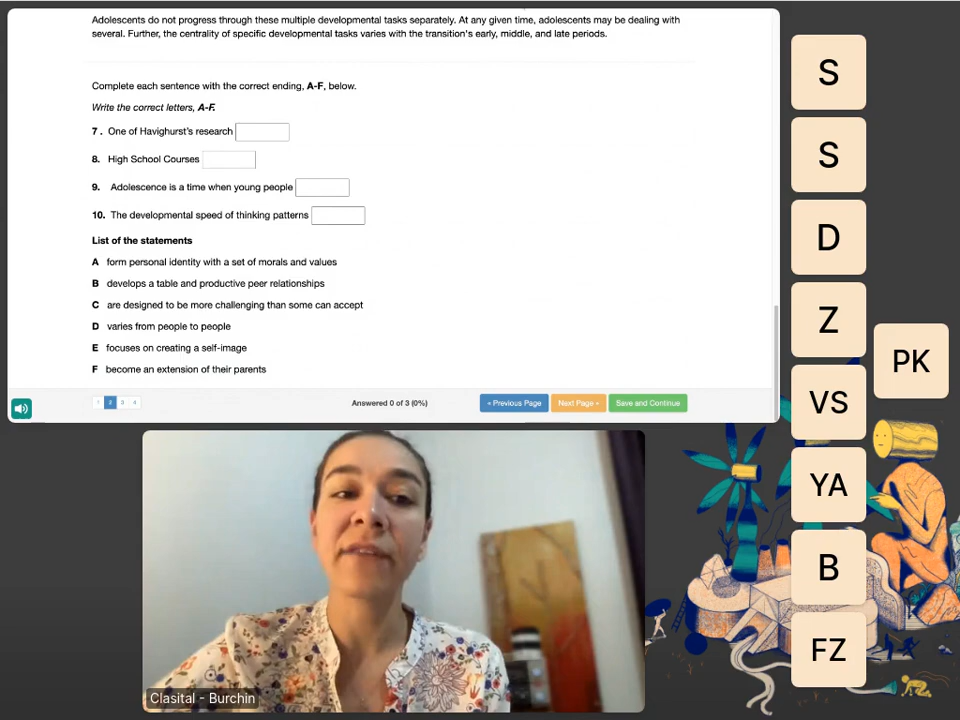 Adolescents do not progress through these multiple developmental tasks separately. At any given time, adolescents may be dealing with
several. Further, the centrality of specific developmental tasks varies with the transition's early, middle, and late periods.
Complete each sentence with the correct ending, A-F, below.
Write the correct letters, A-F.
7 . One of Havighurst's research
8. High School Courses
9. Adolescence is a time when young people
10. The developmental speed of thinking patterns
List of the statements
A form personal identity with a set of morals and values
B develops a table and productive peer relationships
C are designed to be more challenging than some can accept
D varies from people to people
E focuses on creating a self-image
F become an extension of their parents
1 2 3 4
Answered 0 of 3 (0%)
« Previous Page
Next Page »
Save and Continue
S
S
D
Z
VS
PK
YA
B
FZ
Clasital - Burchin